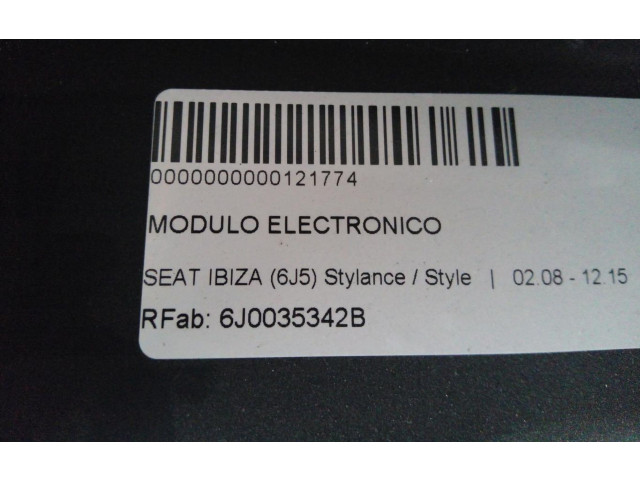 0000000000121774
MODULO ELECTRONICO
SEAT IBIZA (6J5) Stylance / Style | 02.08 - 12.15
RFab: 6J0035342B